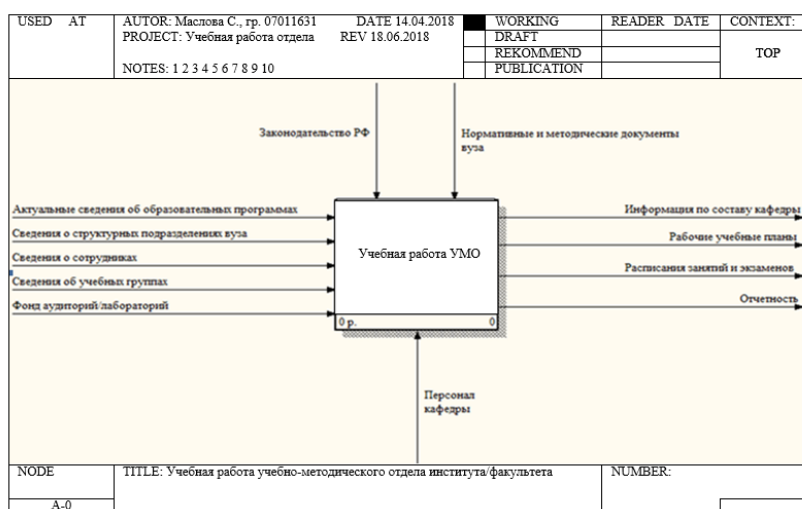 USED AT
AUTOR: Маслова С., гр. 07011631 DATE 14.04.2018
PROJECT: Учебная работа отдела REV 18.06.2018
NOTES: 1 2 3 4 5 6 7 8 9 10
WORKING
DRAFT
REKOMMEND
PUBLICATION
READER DATE
CONTEXT:
TOP
Законодательство РФ
Нормативные и методические документы
вуза
Актуальные сведения об образовательных программах
Сведения о структурных подразделениях вуза
Сведения о сотрудниках
Сведения об учебных группах
Фонд аудиторий/лабораторий
Учебная работа УМО
0 р. 0
Информация по составу кафедры
Рабочие учебные планы
Расписания занятий и экзаменов
Отчетность
Персонал
кафедры
NODE
A-0
TITLE: Учебная работа учебно-методического отдела института/факультета
NUMBER: